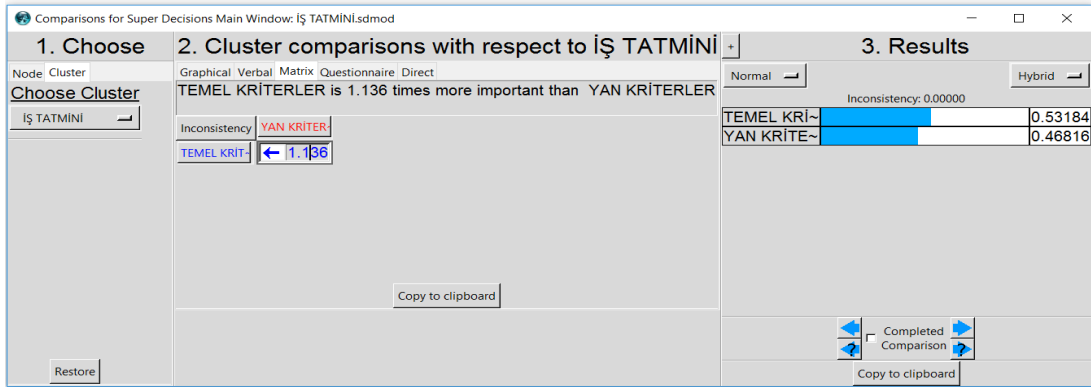 Comparisons for Super Decisions Main Window: İŞ TATMİNİ.sdmod
1. Choose
Node Cluster
Choose Cluster
İŞ TATMİNİ
Restore
2. Cluster comparisons with respect to İŞ TATMİNİ
Graphical Verbal Matrix Questionnaire Direct
TEMEL KRİTERLER is 1.136 times more important than YAN KRİTERLER
Inconsistency YAN KRİTER~
TEMEL KRİT~ ← 1.136
Copy to clipboard
+
3. Results
Normal Hybrid
Inconsistency: 0.00000
TEMEL KRİ~ 0.53184
YAN KRİTE~ 0.46816
Completed
Comparison
? ?
Copy to clipboard